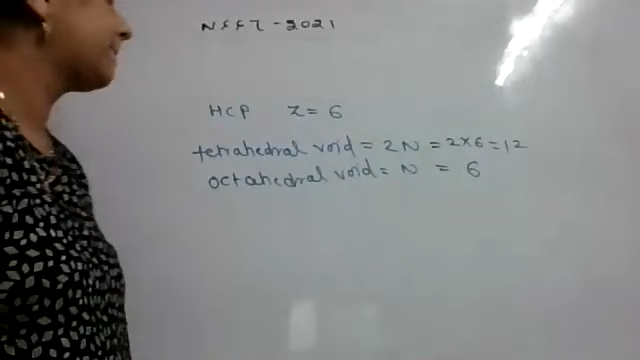 NEET - 2021
HCP Z = 6
tetrahedral void = 2N = 2×6 = 12
octahedral void = N = 6